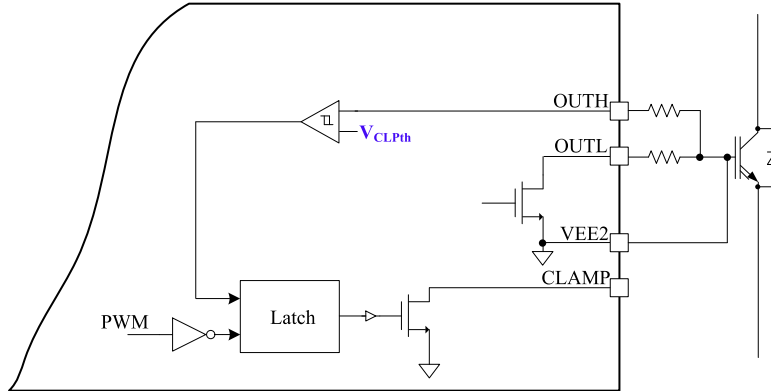 OUTH
V_CLPth
OUTL
VEE2
CLAMP
PWM
Latch